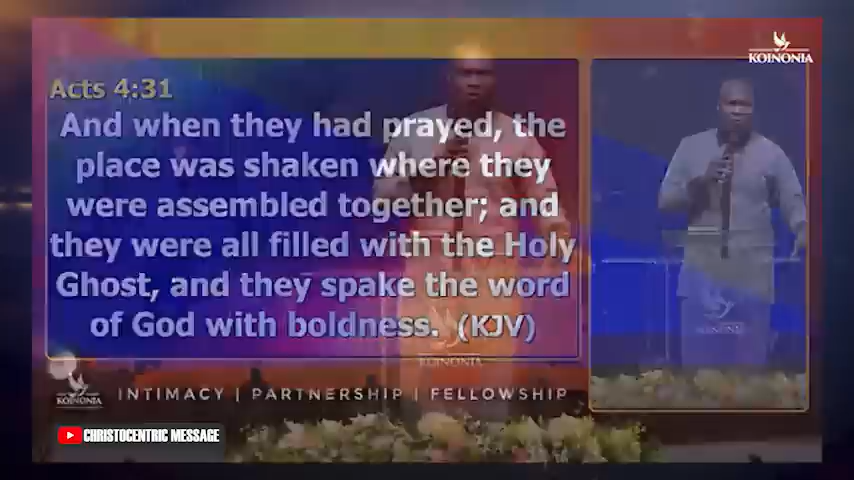 KOINONIA
Acts 4:31
And when they had prayed, the
place was shaken where they
were assembled together; and
they were all filled with the Holy
Ghost, and they spake the word
of God with boldness. (KJV)
KOINONIA
KOINONIA
KOINONIA
INTIMACY | PARTNERSHIP | FELLOWSHIP
CHRISTOCENTRIC MESSAGE